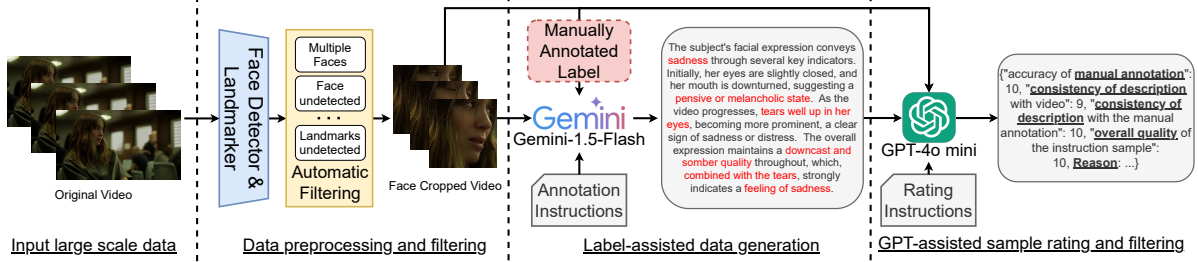 Original Video
Input large scale data
Face Detector &
Landmarker
Multiple
Faces
Face
undetected
...
Landmarks
undetected
Automatic
Filtering
Face Cropped Video
Data preprocessing and filtering
Manually
Annotated
Label
Gemini
Gemini-1.5-Flash
Annotation
Instructions
The subject's facial expression conveys
sadness through several key indicators.
Initially, her eyes are slightly closed, and
her mouth is downturned, suggesting a
pensive or melancholic state. As the
video progresses, tears well up in her
eyes, becoming more prominent, a clear
sign of sadness or distress. The overall
expression maintains a downcast and
somber quality throughout, which,
combined with the tears, strongly
indicates a feeling of sadness.
Label-assisted data generation
GPT-4o mini
Rating
Instructions
{"accuracy of manual annotation":
10, "consistency of description
with video": 9, "consistency of
description with the manual
annotation": 10, "overall quality of
the instruction sample":
10, Reason: ...}
GPT-assisted sample rating and filtering